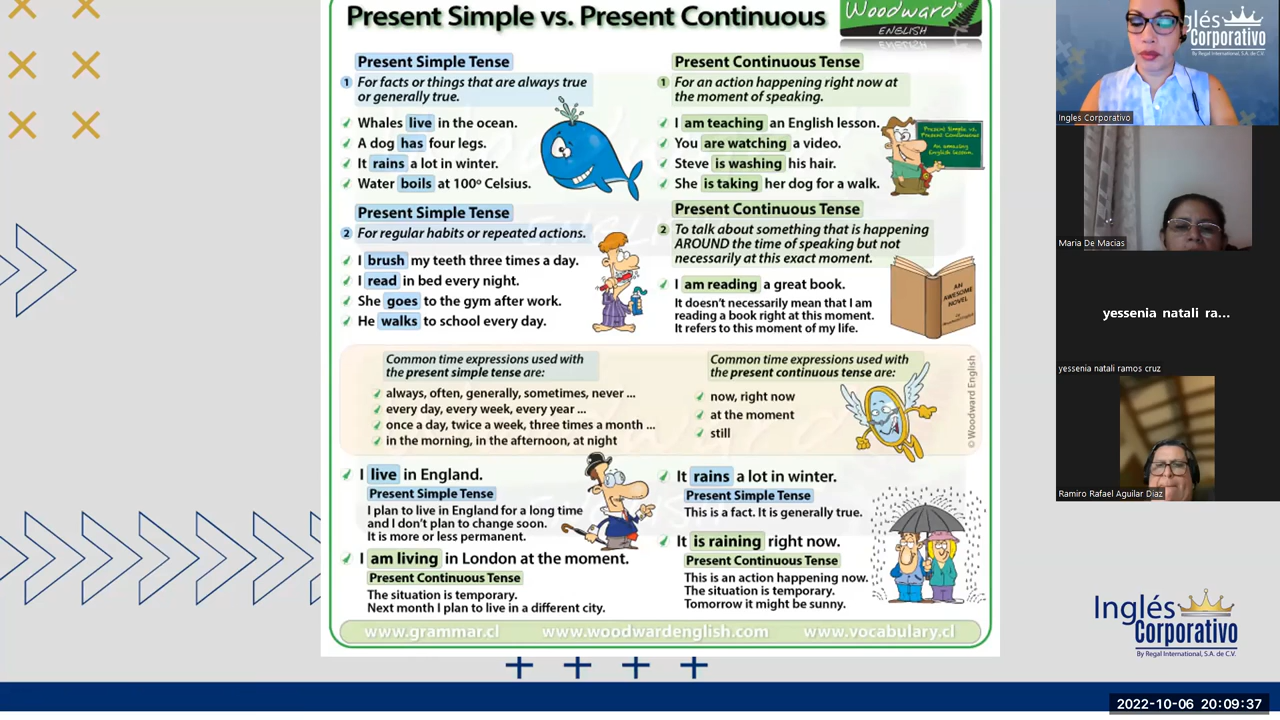 Present Simple vs. Present Continuous
Woodward®
ENGLISH
Present Simple Tense
1 For facts or things that are always true
or generally true.
Whales live in the ocean.
A dog has four legs.
It rains a lot in winter.
Water boils at 100º Celsius.
Present Simple Tense
2 For regular habits or repeated actions.
I brush my teeth three times a day.
I read in bed every night.
She goes to the gym after work.
He walks to school every day.
Present Continuous Tense
1 For an action happening right now at
the moment of speaking.
I am teaching an English lesson.
You are watching a video.
Steve is washing his hair.
She is taking her dog for a walk.
Present Simple vs.
Present Continuous
An amazing
English lesson.
Present Continuous Tense
2 To talk about something that is happening
AROUND the time of speaking but not
necessarily at this exact moment.
I am reading a great book.
It doesn't necessarily mean that I am
reading a book right at this moment.
It refers to this moment of my life.
AN
AWESOME
NOVEL
Common time expressions used with
the present simple tense are:
always, often, generally, sometimes, never ...
every day, every week, every year ...
once a day, twice a week, three times a month ...
in the morning, in the afternoon, at night
Common time expressions used with
the present continuous tense are:
now, right now
at the moment
still
© Woodward English
I live in England.
Present Simple Tense
I plan to live in England for a long time
and I don't plan to change soon.
It is more or less permanent.
I am living in London at the moment.
Present Continuous Tense
The situation is temporary.
Next month I plan to live in a different city.
It rains a lot in winter.
Present Simple Tense
This is a fact. It is generally true.
It is raining right now.
Present Continuous Tense
This is an action happening now.
The situation is temporary.
Tomorrow it might be sunny.
www.grammar.cl www.woodwardenglish.com www.vocabulary.cl
glés
Corporativo
By Regal International, S.A. de C.V.
Ingles Corporativo
Maria De Macias
yessenia natali ra...
yessenia natali ramos cruz
Ramiro Rafael Aguilar Diaz
Inglés
Corporativo
By Regal International, S.A. de C.V.
2022-10-06 20:09:37